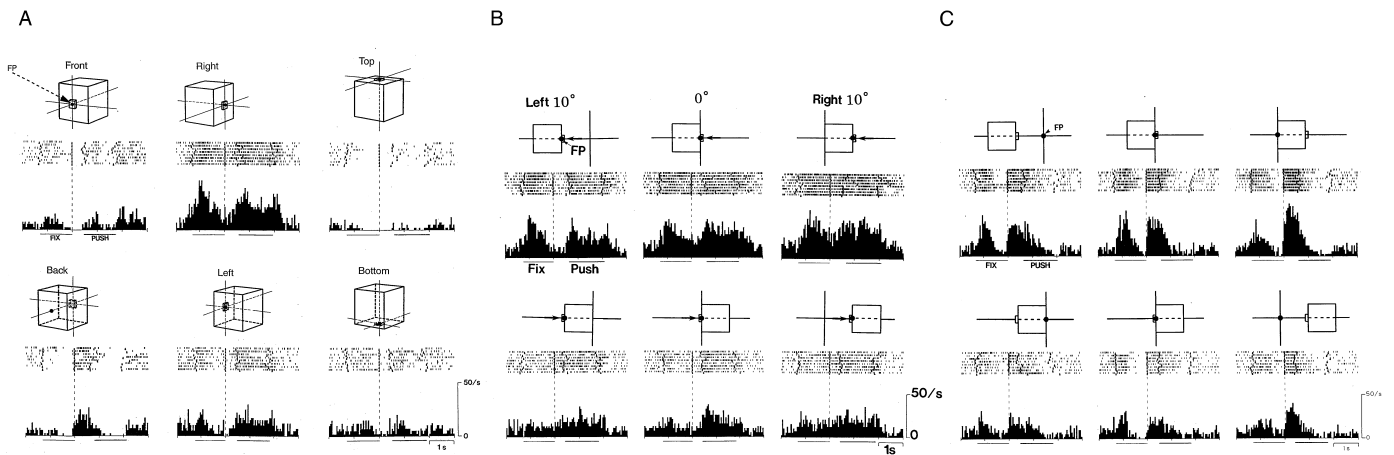 A
B
C
FP
Front
Right
Top
FIX
PUSH
Back
Left
Bottom
50/s
0
1s
Left 10°
0°
Right 10°
FP
Fix
Push
50/s
0
1s
FP
FIX
PUSH
50/s
0
1s